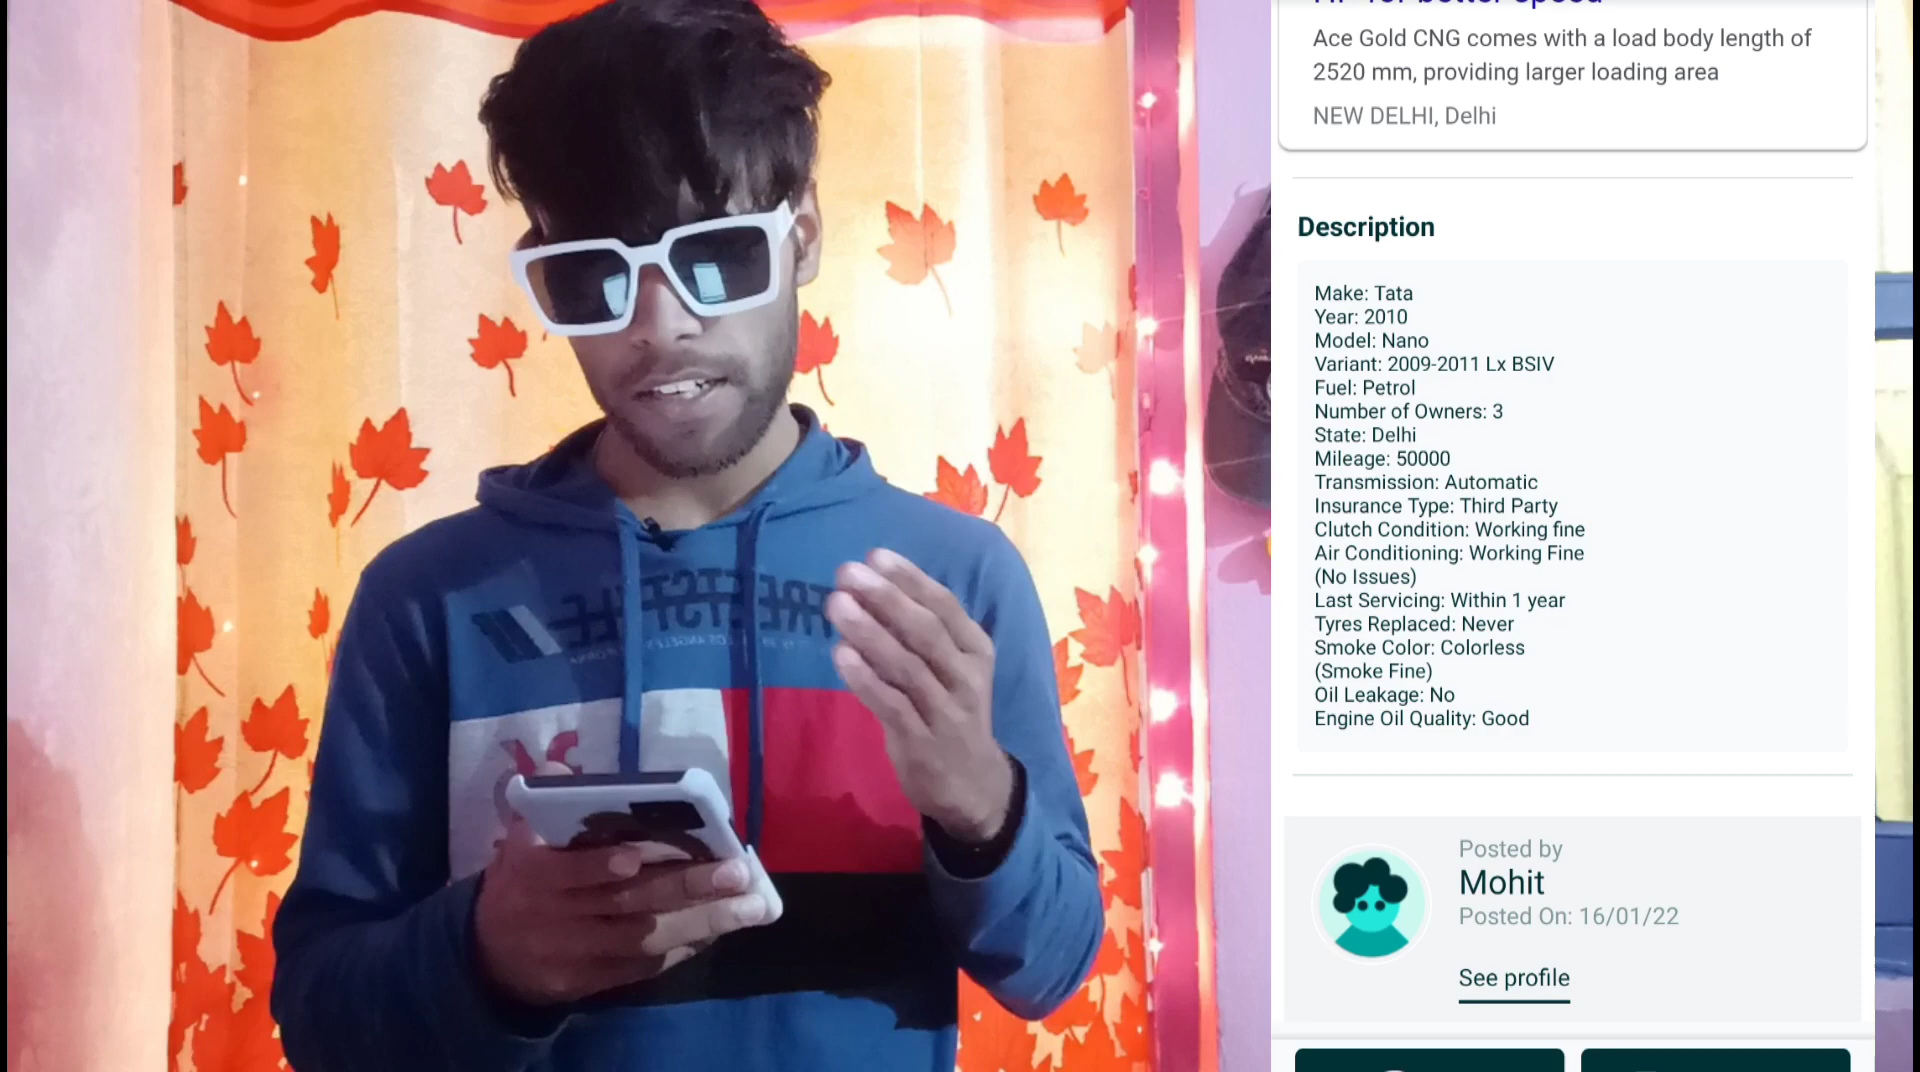 Ace Gold CNG comes with a load body length of
2520 mm, providing larger loading area
NEW DELHI, Delhi
Description
Make: Tata
Year: 2010
Model: Nano
Variant: 2009-2011 Lx BSIV
Fuel: Petrol
Number of Owners: 3
State: Delhi
Mileage: 50000
Transmission: Automatic
Insurance Type: Third Party
Clutch Condition: Working fine
Air Conditioning: Working Fine
(No Issues)
Last Servicing: Within 1 year
Tyres Replaced: Never
Smoke Color: Colorless
(Smoke Fine)
Oil Leakage: No
Engine Oil Quality: Good
Posted by
Mohit
Posted On: 16/01/22
See profile